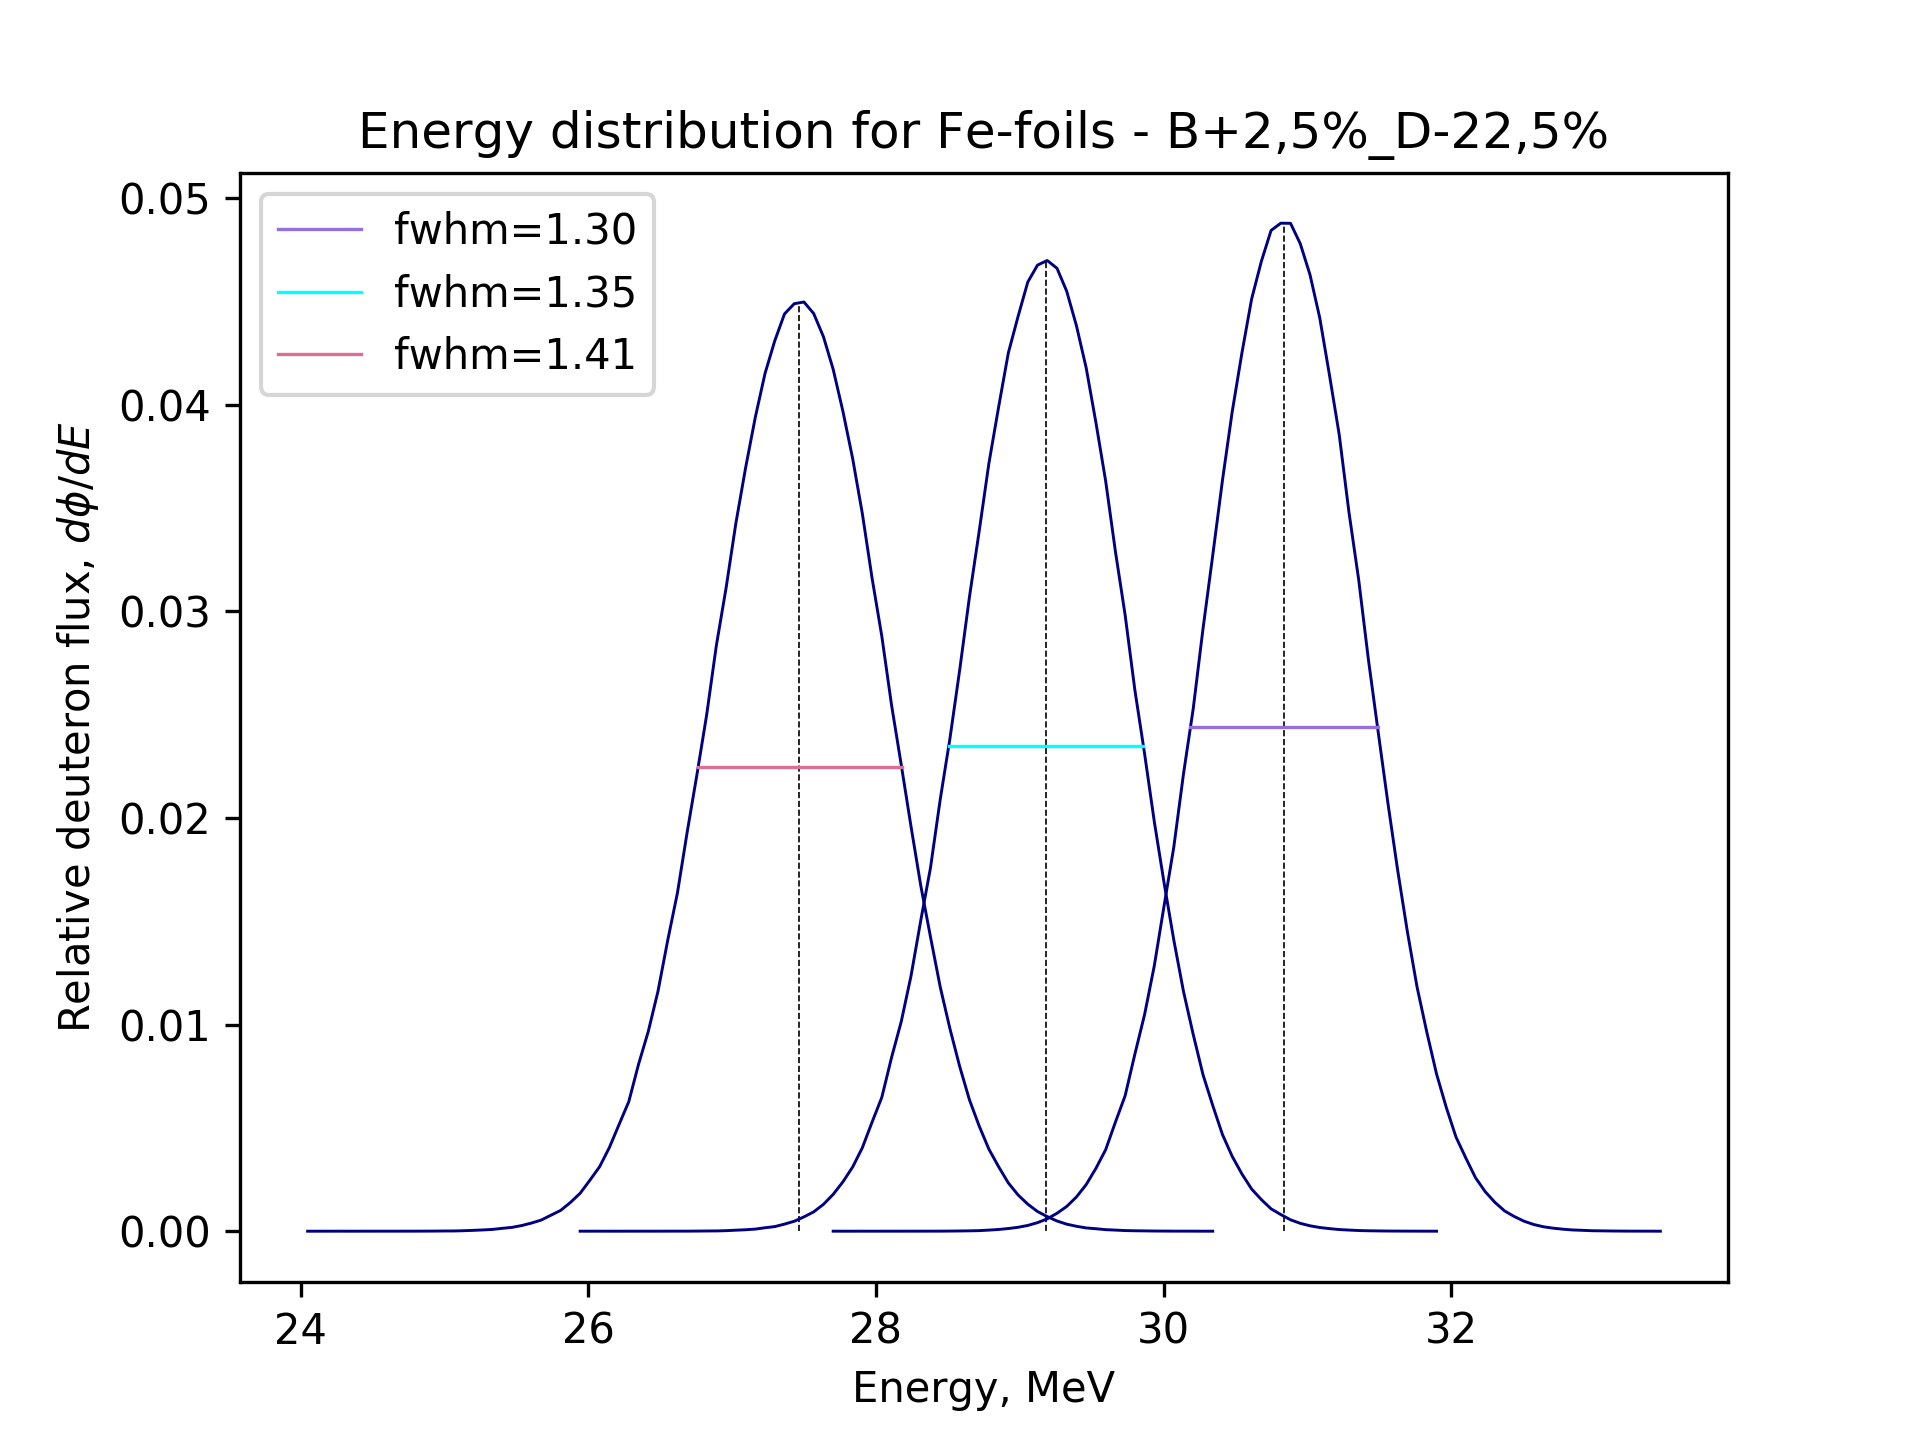 Energy distribution for Fe-foils - B+2,5%_D-22,5%
fwhm=1.30
fwhm=1.35
fwhm=1.41
Relative deuteron flux, dϕ/dE
0.05
0.04
0.03
0.02
0.01
0.00
24 26 28 30 32
Energy, MeV